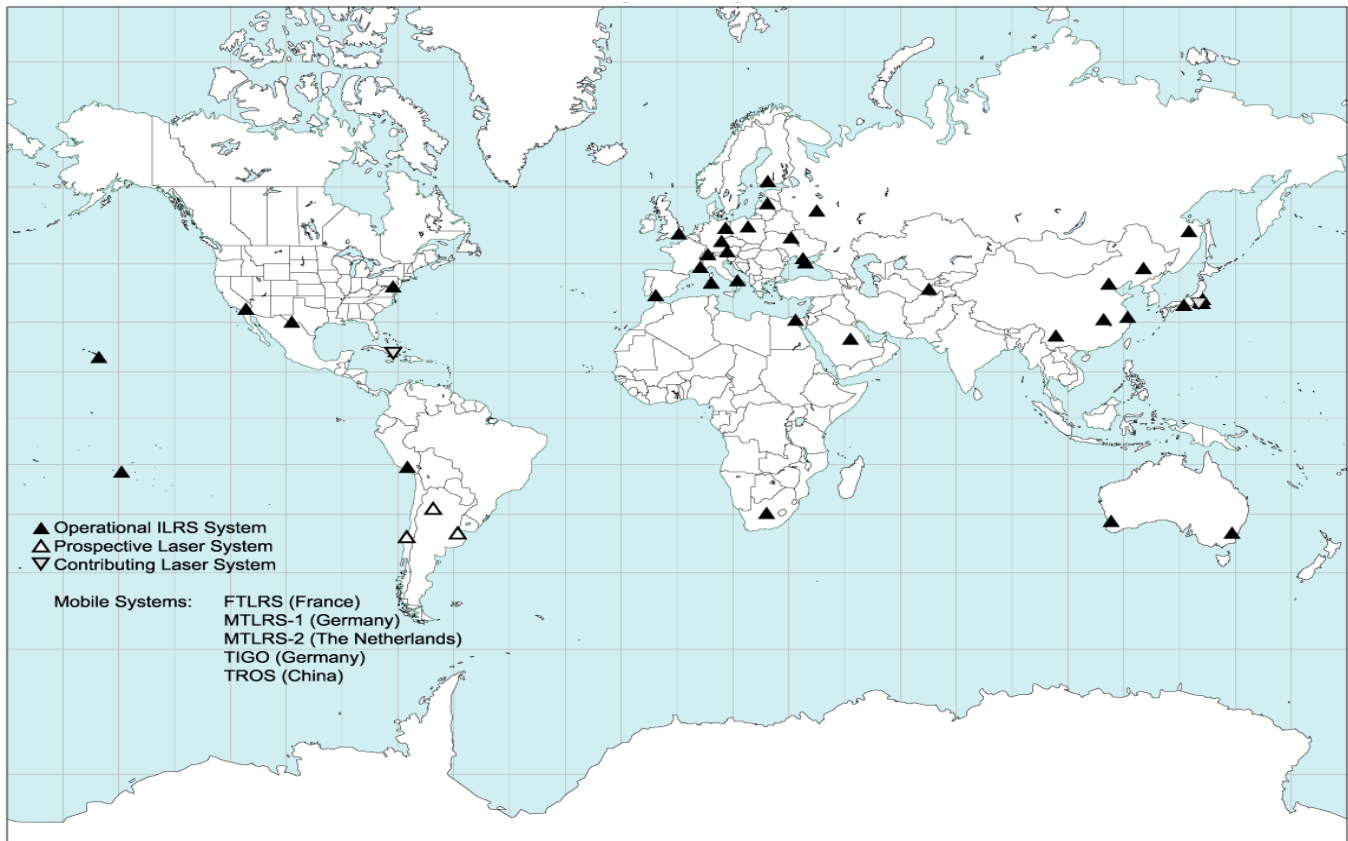 Operational ILRS System
Prospective Laser System
Contributing Laser System
Mobile Systems: FTLRS (France)
MTLRS-1 (Germany)
MTLRS-2 (The Netherlands)
TIGO (Germany)
TROS (China)